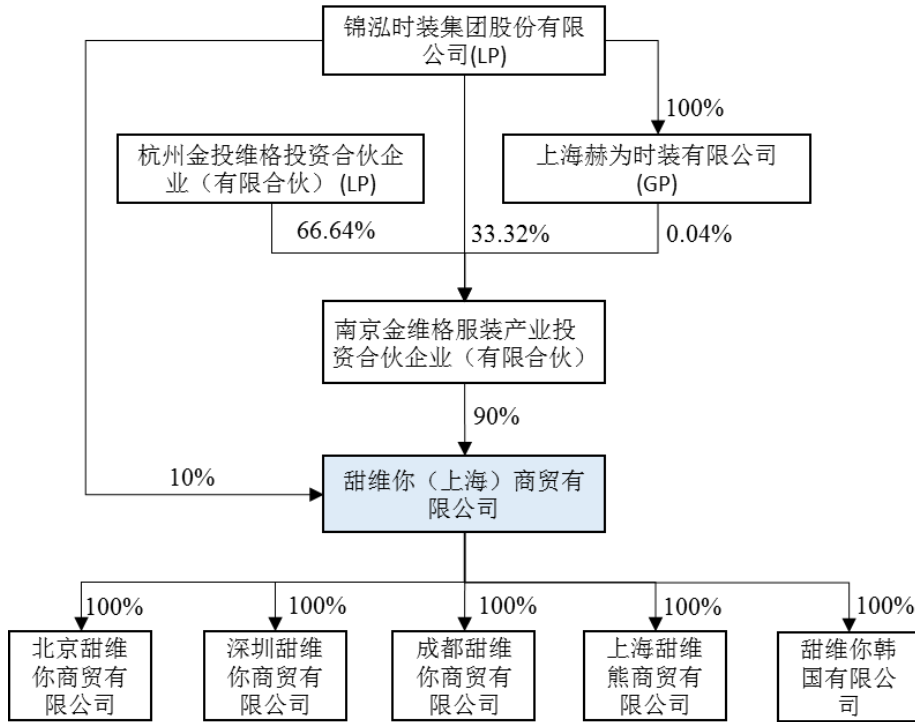 锦泓时装集团股份有限
公司(LP)
100%
杭州金投维格投资合伙企
业（有限合伙） (LP)
上海赫为时装有限公司
(GP)
66.64%
33.32%
0.04%
南京金维格服装产业投
资合伙企业（有限合伙）
90%
10%
甜维你（上海）商贸有
限公司
100%
100%
100%
100%
100%
北京甜维
你商贸有
限公司
深圳甜维
你商贸有
限公司
成都甜维
你商贸有
限公司
上海甜维
熊商贸有
限公司
甜维你韩
国有限公
司